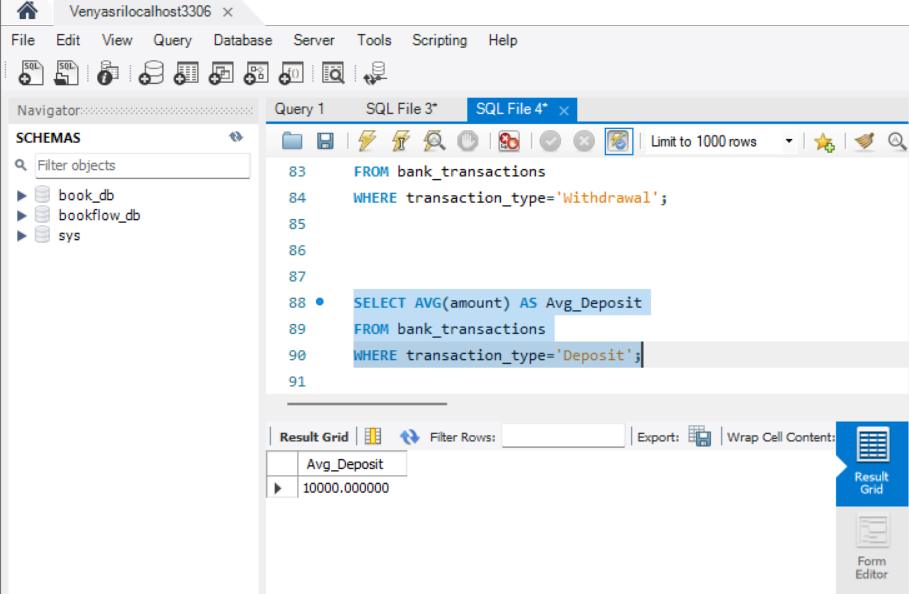 Venyasrilocalhost3306
File Edit View Query Database Server Tools Scripting Help
Navigator
SCHEMAS
Filter objects
book_db
bookflow_db
sys
Query 1 SQL File 3* SQL File 4*
Limit to 1000 rows
83 FROM bank_transactions
84 WHERE transaction_type='Withdrawal';
85
86
87
88 SELECT AVG(amount) AS Avg_Deposit
89 FROM bank_transactions
90 WHERE transaction_type='Deposit';
91
Result Grid Filter Rows: Export: Wrap Cell Content:
Avg_Deposit
10000.000000
Result
Grid
Form
Editor